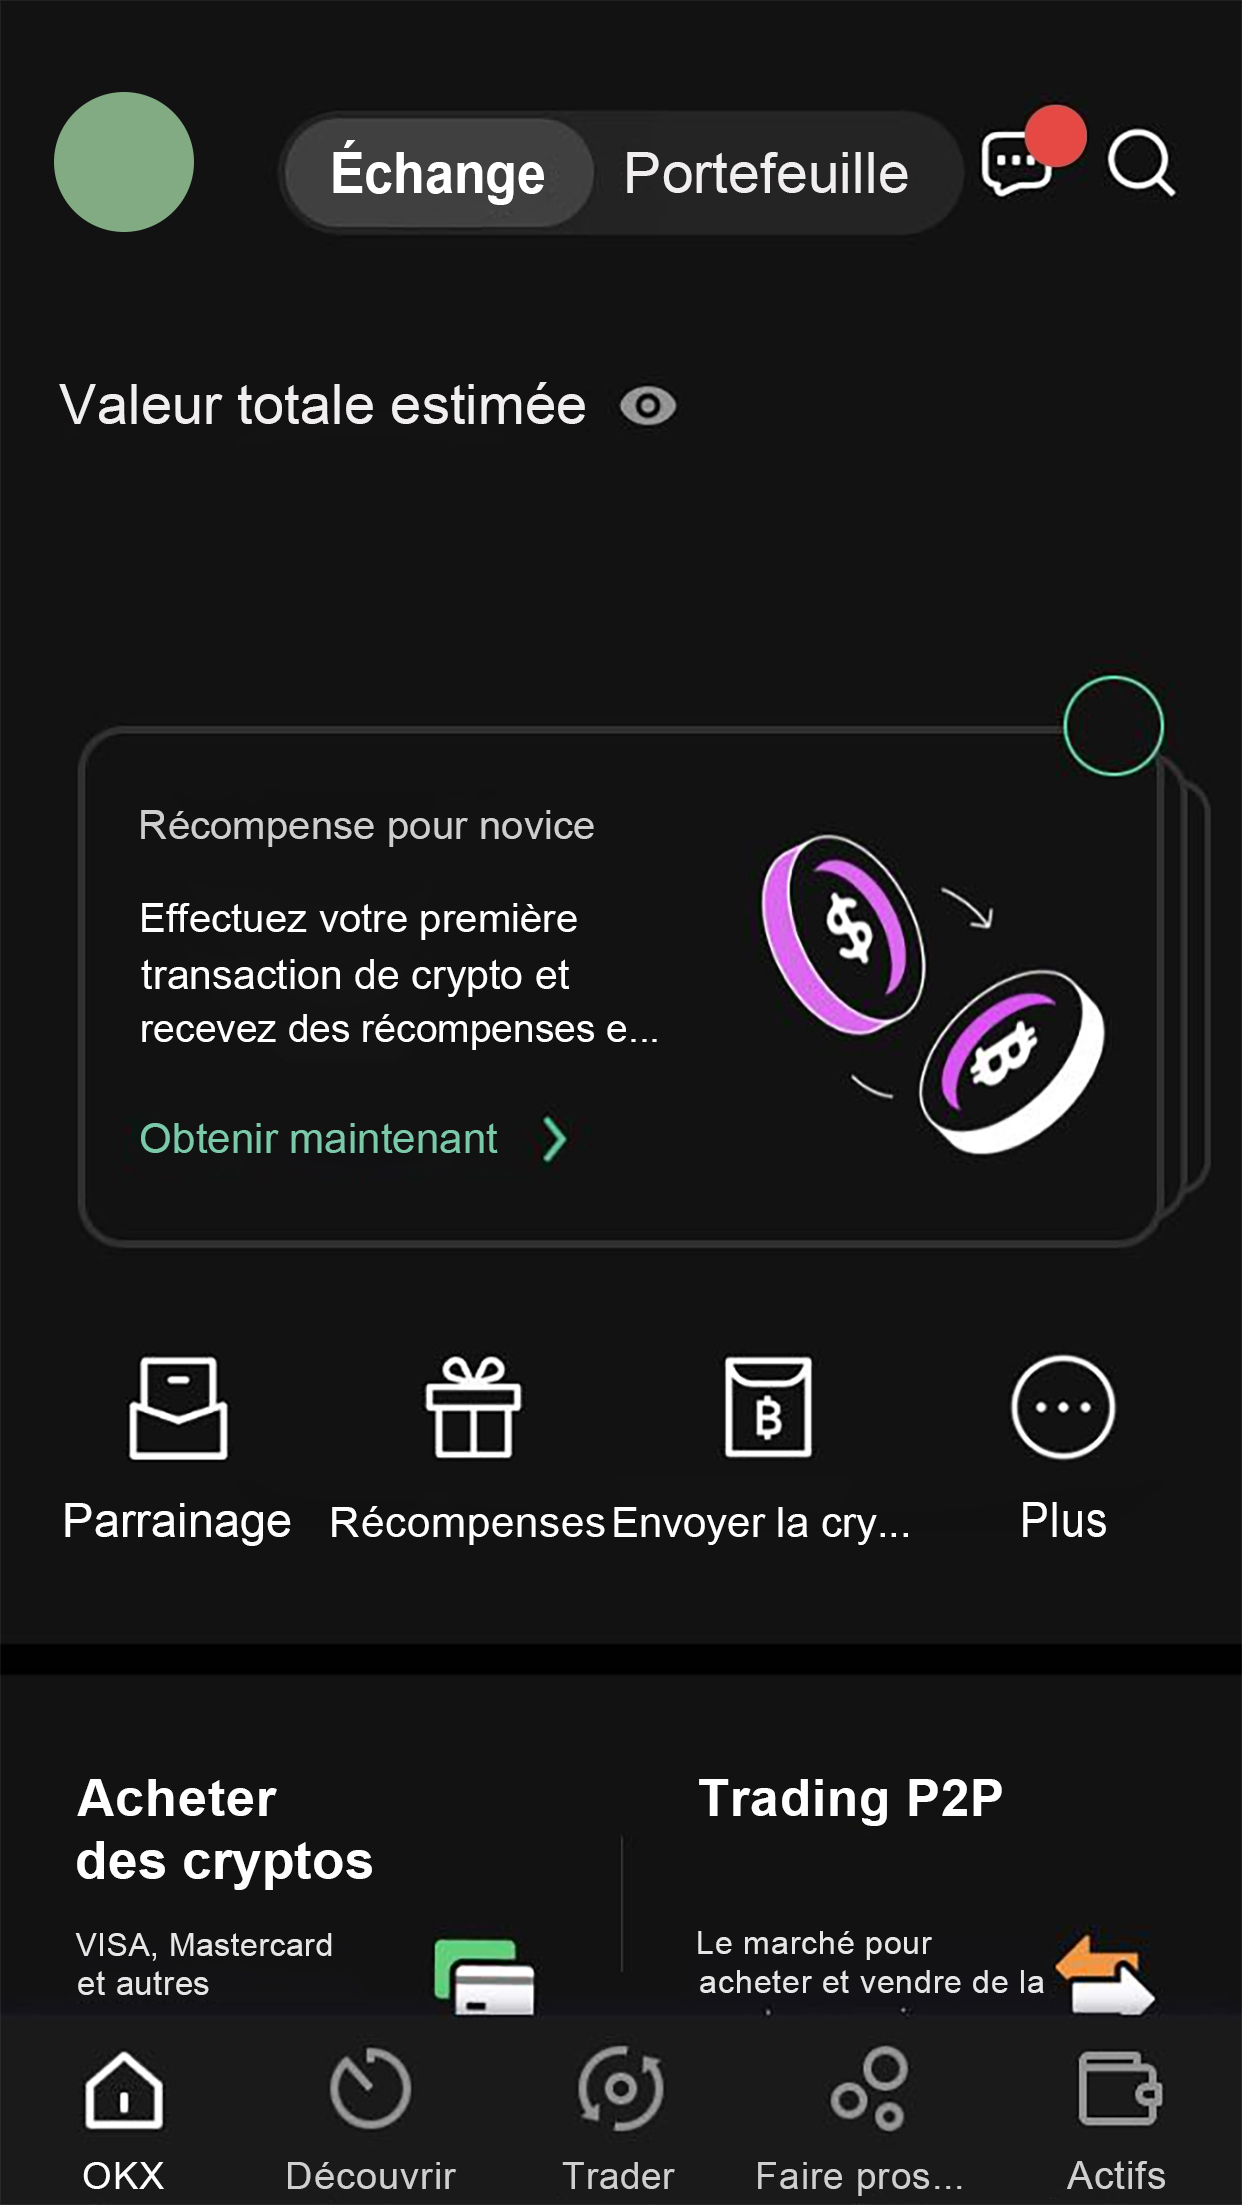 Échange Portefeuille
Valeur totale estimée
Récompense pour novice
Effectuez votre première
transaction de crypto et
recevez des récompenses e...
Obtenir maintenant
Parrainage Récompenses Envoyer la cry... Plus
Acheter
des cryptos
VISA, Mastercard
et autres
Trading P2P
Le marché pour
acheter et vendre de la
OKX Découvrir Trader Faire pros... Actifs